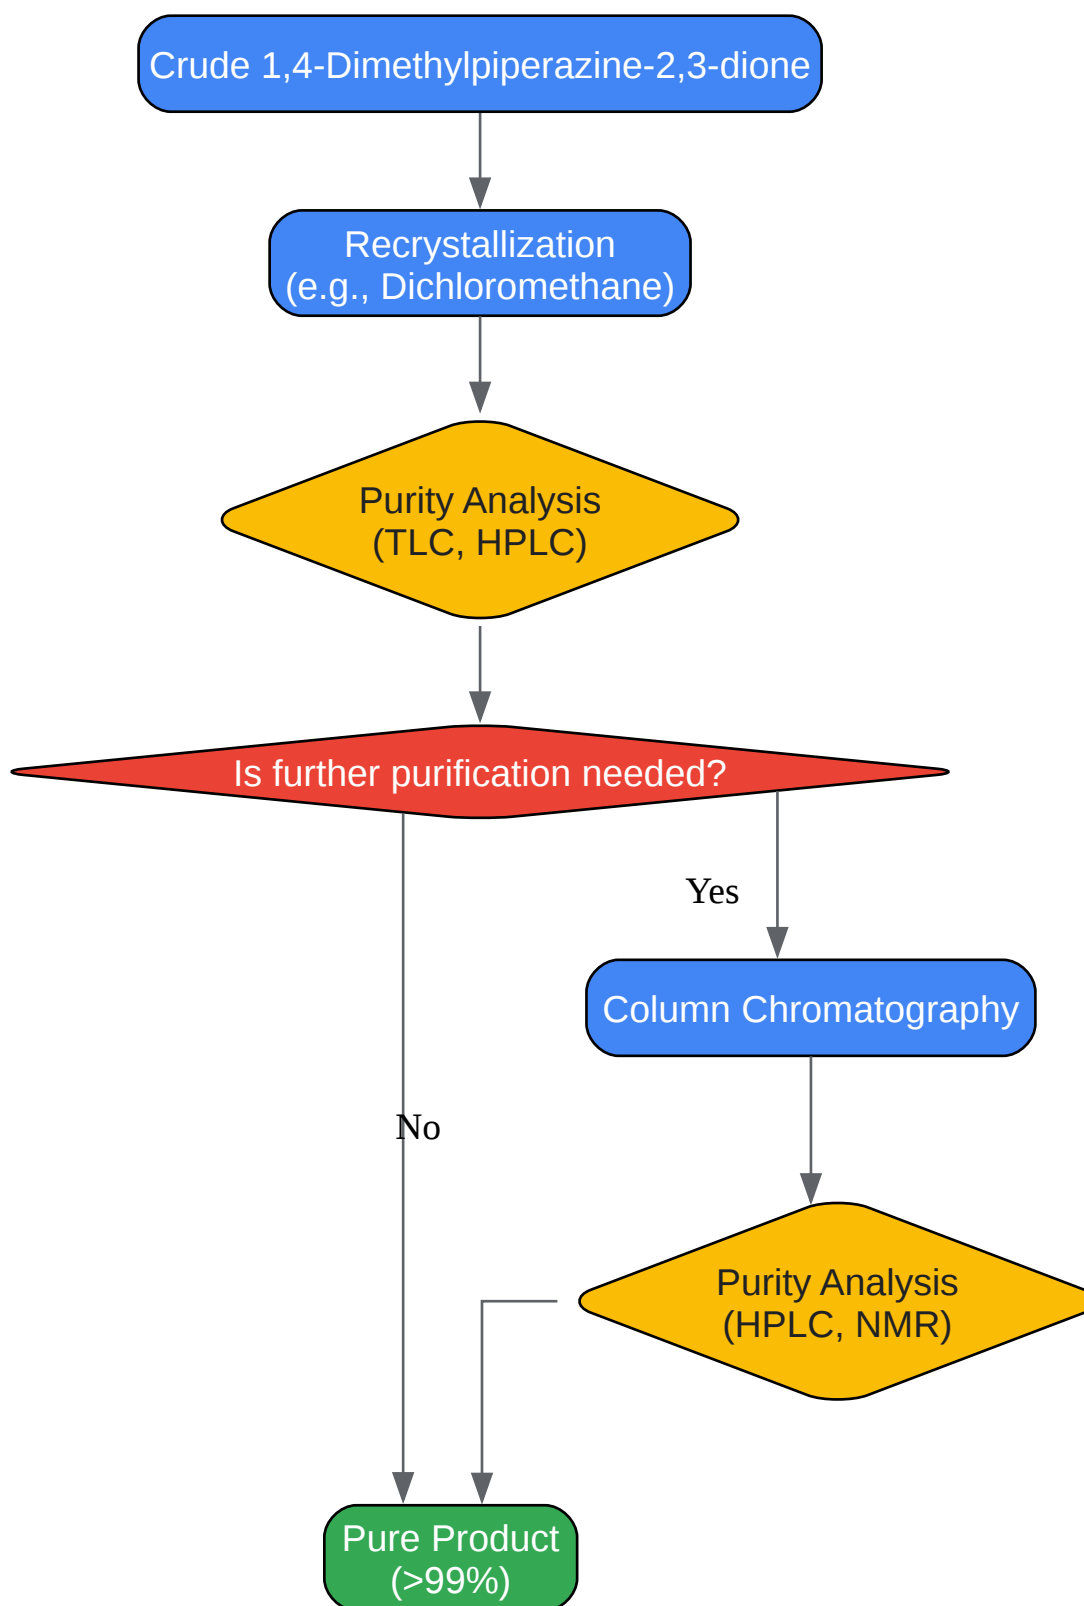 Crude 1,4-Dimethylpiperazine-2,3-dione
Recrystallization
(e.g., Dichloromethane)
Purity Analysis
(TLC, HPLC)
Is further purification needed?
Yes
Column Chromatography
No
Purity Analysis
(HPLC, NMR)
Pure Product
(>99%)